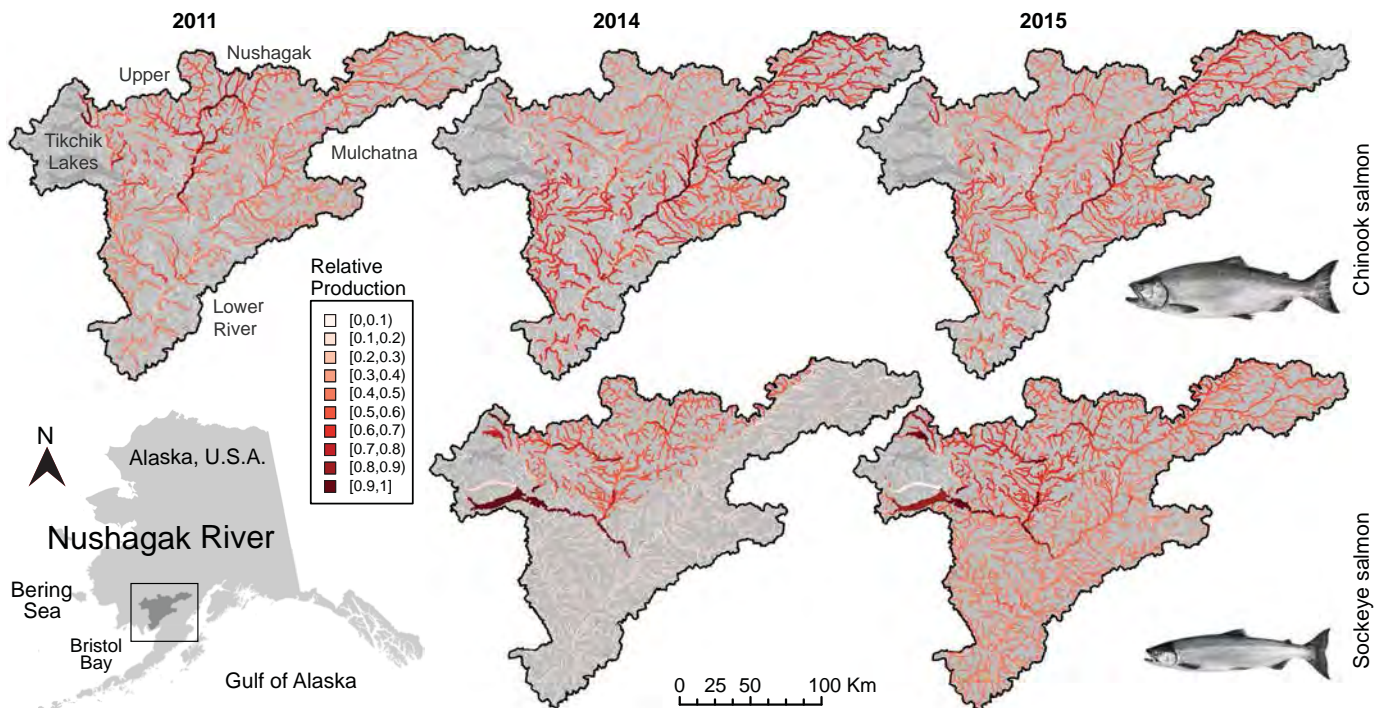 2011
2014
2015
Nushagak
Upper
Tikchik
Lakes
Mulchatna
Lower
River
Chinook salmon
Relative
Production
[0,0.1)
[0.1,0.2)
[0.2,0.3)
[0.3,0.4)
[0.4,0.5)
[0.5,0.6)
[0.6,0.7)
[0.7,0.8)
[0.8,0.9)
[0.9,1]
N
Alaska, U.S.A.
Nushagak River
Bering
Sea
Bristol
Bay
Gulf of Alaska
0 25 50 100 Km
Sockeye salmon